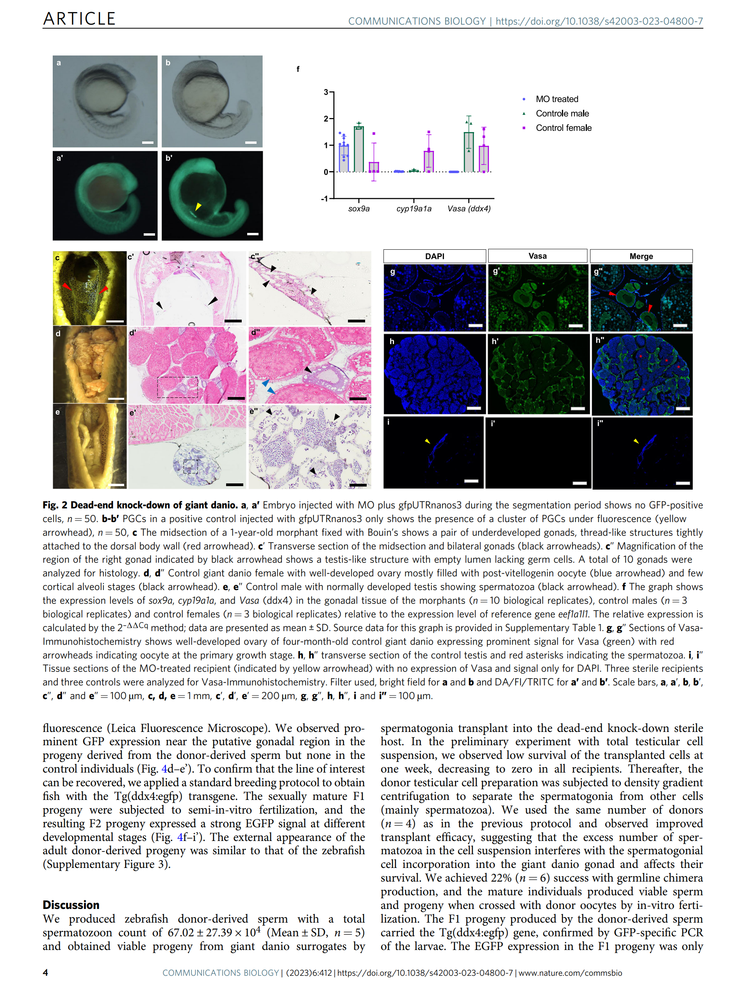 ARTICLE
COMMUNICATIONS BIOLOGY | https://doi.org/10.1038/s42003-023-04800-7
a
b
a'
b'
f
3
2
1
0
-1
sox9a
cyp19a1a
Vasa (ddx4)
MO treated
Controle male
Control female
c
c'
c"
d
d'
d"
e
e'
e"
DAPI
Vasa
Merge
g
g'
g"
h
h'
h"
i
i'
i"
Fig. 2 Dead-end knock-down of giant danio. a, a′ Embryo injected with MO plus gfpUTRnanos3 during the segmentation period shows no GFP-positive
cells, n = 50. b-b′ PGCs in a positive control injected with gfpUTRnanos3 only shows the presence of a cluster of PGCs under fluorescence (yellow
arrowhead), n = 50, c The midsection of a 1-year-old morphant fixed with Bouin's shows a pair of underdeveloped gonads, thread-like structures tightly
attached to the dorsal body wall (red arrowhead). c′ Transverse section of the midsection and bilateral gonads (black arrowheads). c″ Magnification of the
region of the right gonad indicated by black arrowhead shows a testis-like structure with empty lumen lacking germ cells. A total of 10 gonads were
analyzed for histology. d, d″ Control giant danio female with well-developed ovary mostly filled with post-vitellogenin oocyte (blue arrowhead) and few
cortical alveoli stages (black arrowhead). e, e″ Control male with normally developed testis showing spermatozoa (black arrowhead). f The graph shows
the expression levels of sox9a, cyp19a1a, and Vasa (ddx4) in the gonadal tissue of the morphants (n = 10 biological replicates), control males (n = 3
biological replicates) and control females (n = 3 biological replicates) relative to the expression level of reference gene eef1a1l1. The relative expression is
calculated by the 2−ΔΔCq method; data are presented as mean ± SD. Source data for this graph is provided in Supplementary Table 1. g, g″ Sections of Vasa-
Immunohistochemistry shows well-developed ovary of four-month-old control giant danio expressing prominent signal for Vasa (green) with red
arrowheads indicating oocyte at the primary growth stage. h, h″ transverse section of the control testis and red asterisks indicating the spermatozoa. i, i″
Tissue sections of the MO-treated recipient (indicated by yellow arrowhead) with no expression of Vasa and signal only for DAPI. Three sterile recipients
and three controls were analyzed for Vasa-Immunohistochemistry. Filter used, bright field for a and b and DA/FI/TRITC for a′ and b′. Scale bars, a, a′, b, b′,
c″, d″ and e″ = 100 µm, c, d, e = 1 mm, c′, d′, e′ = 200 µm, g, g″, h, h″, i and i″ = 100 µm.
fluorescence (Leica Fluorescence Microscope). We observed pro-
minent GFP expression near the putative gonadal region in the
progeny derived from the donor-derived sperm but none in the
control individuals (Fig. 4d–e'). To confirm that the line of interest
can be recovered, we applied a standard breeding protocol to obtain
fish with the Tg(ddx4:egfp) transgene. The sexually mature F1
progeny were subjected to semi-in-vitro fertilization, and the
resulting F2 progeny expressed a strong EGFP signal at different
developmental stages (Fig. 4f–i'). The external appearance of the
adult donor-derived progeny was similar to that of the zebrafish
(Supplementary Figure 3).
Discussion
We produced zebrafish donor-derived sperm with a total
spermatozoon count of 67.02 ± 27.39 × 10⁴ (Mean ± SD, n = 5)
and obtained viable progeny from giant danio surrogates by
spermatogonia transplant into the dead-end knock-down sterile
host. In the preliminary experiment with total testicular cell
suspension, we observed low survival of the transplanted cells at
one week, decreasing to zero in all recipients. Thereafter, the
donor testicular cell preparation was subjected to density gradient
centrifugation to separate the spermatogonia from other cells
(mainly spermatozoa). We used the same number of donors
(n = 4) as in the previous protocol and observed improved
transplant efficacy, suggesting that the excess number of sper-
matozoa in the cell suspension interferes with the spermatogonial
cell incorporation into the giant danio gonad and affects their
survival. We achieved 22% (n = 6) success with germline chimera
production, and the mature individuals produced viable sperm
and progeny when crossed with donor oocytes by in-vitro ferti-
lization. The F1 progeny produced by the donor-derived sperm
carried the Tg(ddx4:egfp) gene, confirmed by GFP-specific PCR
of the larvae. The EGFP expression in the F1 progeny was only
4
COMMUNICATIONS BIOLOGY | (2023) 6:412 | https://doi.org/10.1038/s42003-023-04800-7 | www.nature.com/commsbio